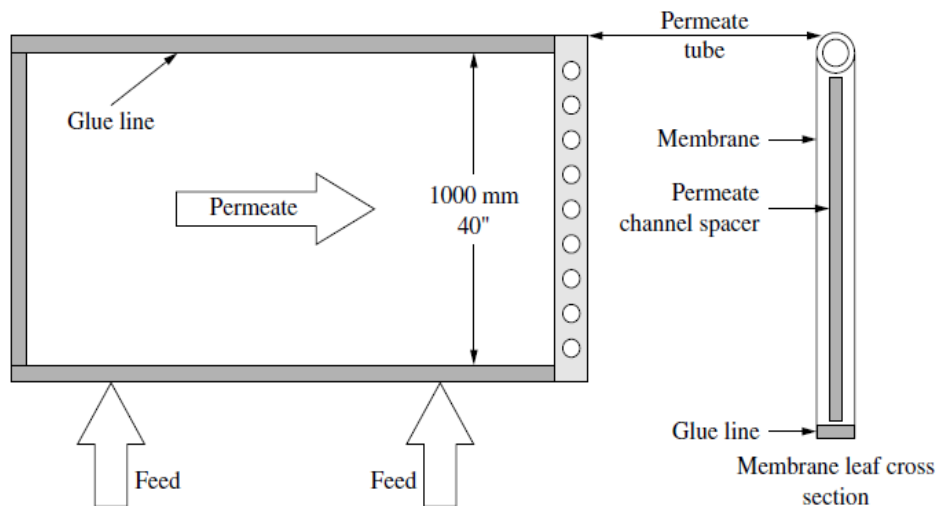 Permeate
tube
Glue line
Membrane
Permeate
1000 mm
40"
Permeate
channel spacer
Glue line
Feed
Feed
Membrane leaf cross
section